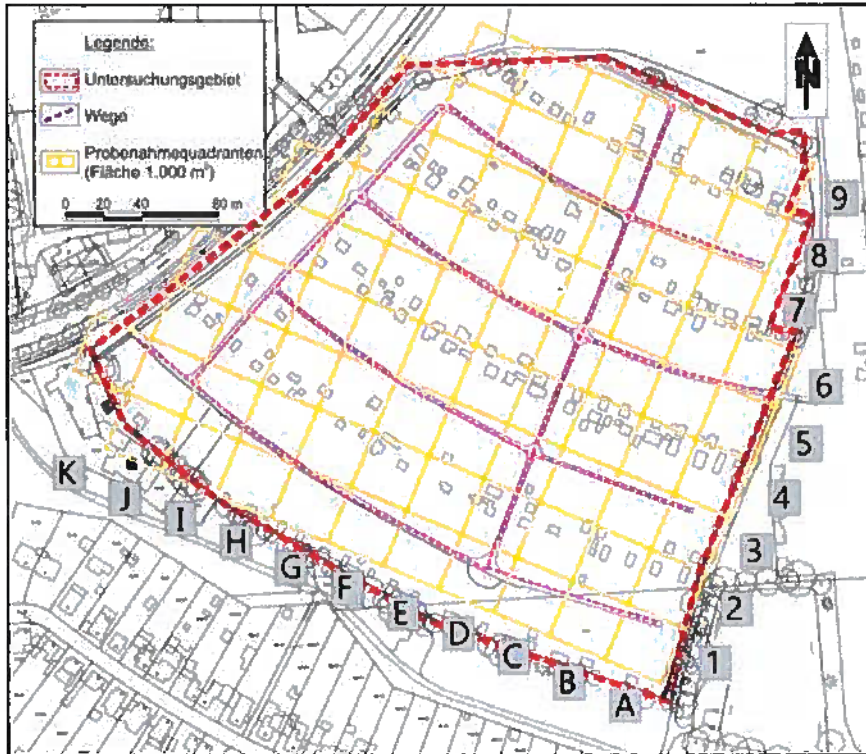 Legende:
Untersuchungsgebiet
Wege
Probenahmequadranten
(Fläche 1.000 m²)
0 20 40 80 m
N
9
8
7
6
5
4
3
2
1
K
J
I
H
G
F
E
D
C
B
A